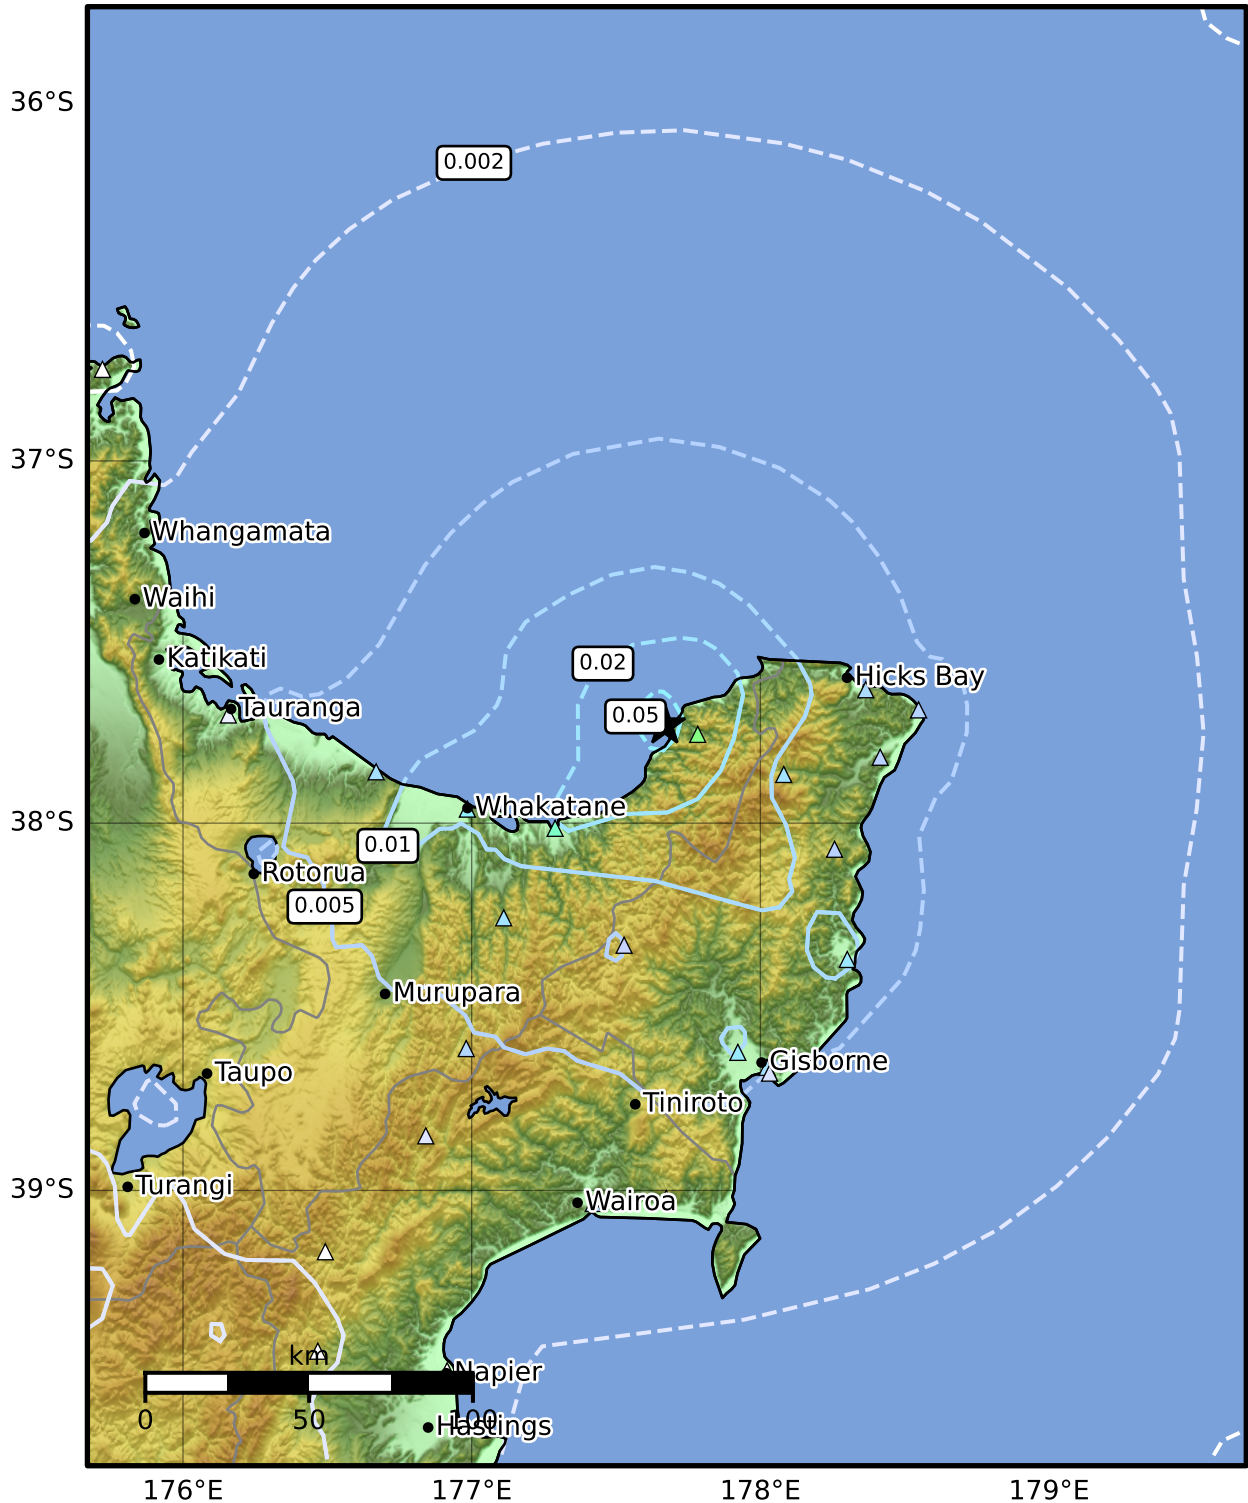 36°S
0.002
37°S
Whangamata
Waihi
Katikati
0.02
Hicks Bay
Tauranga
0.05
Whakatane
38°S
0.01
Rotorua
0.005
Murupara
Gisborne
Taupo
Tiniroto
39°S
Turangi
Wairoa
km
Napier
0
50
100
Hastings
176°E
177°E
178°E
179°E